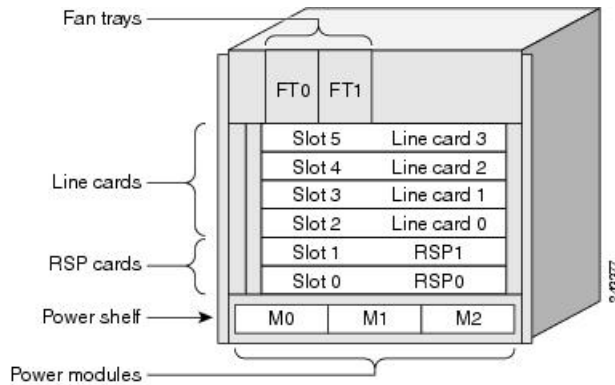 Fan trays
FT0 FT1
Slot 5 Line card 3
Slot 4 Line card 2
Line cards
Slot 3 Line card 1
Slot 2 Line card 0
Slot 1 RSP1
RSP cards
Slot 0 RSP0
Power shelf
M0 M1 M2
Power modules